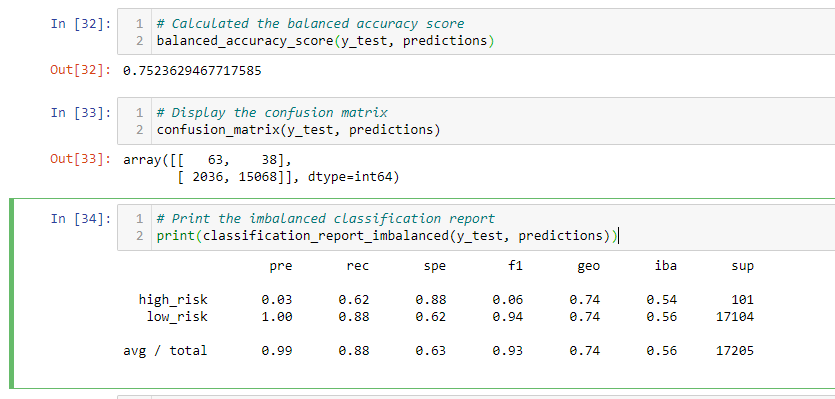 In [32]: 1 # Calculated the balanced accuracy score
2 balanced_accuracy_score(y_test, predictions)
Out[32]: 0.7523629467717585
In [33]: 1 # Display the confusion matrix
2 confusion_matrix(y_test, predictions)
Out[33]: array([[ 63, 38],
[ 2036, 15068]], dtype=int64)
In [34]: 1 # Print the imbalanced classification report
2 print(classification_report_imbalanced(y_test, predictions))
pre rec spe f1 geo iba sup
high_risk 0.03 0.62 0.88 0.06 0.74 0.54 101
low_risk 1.00 0.88 0.62 0.94 0.74 0.56 17104
avg / total 0.99 0.88 0.63 0.93 0.74 0.56 17205